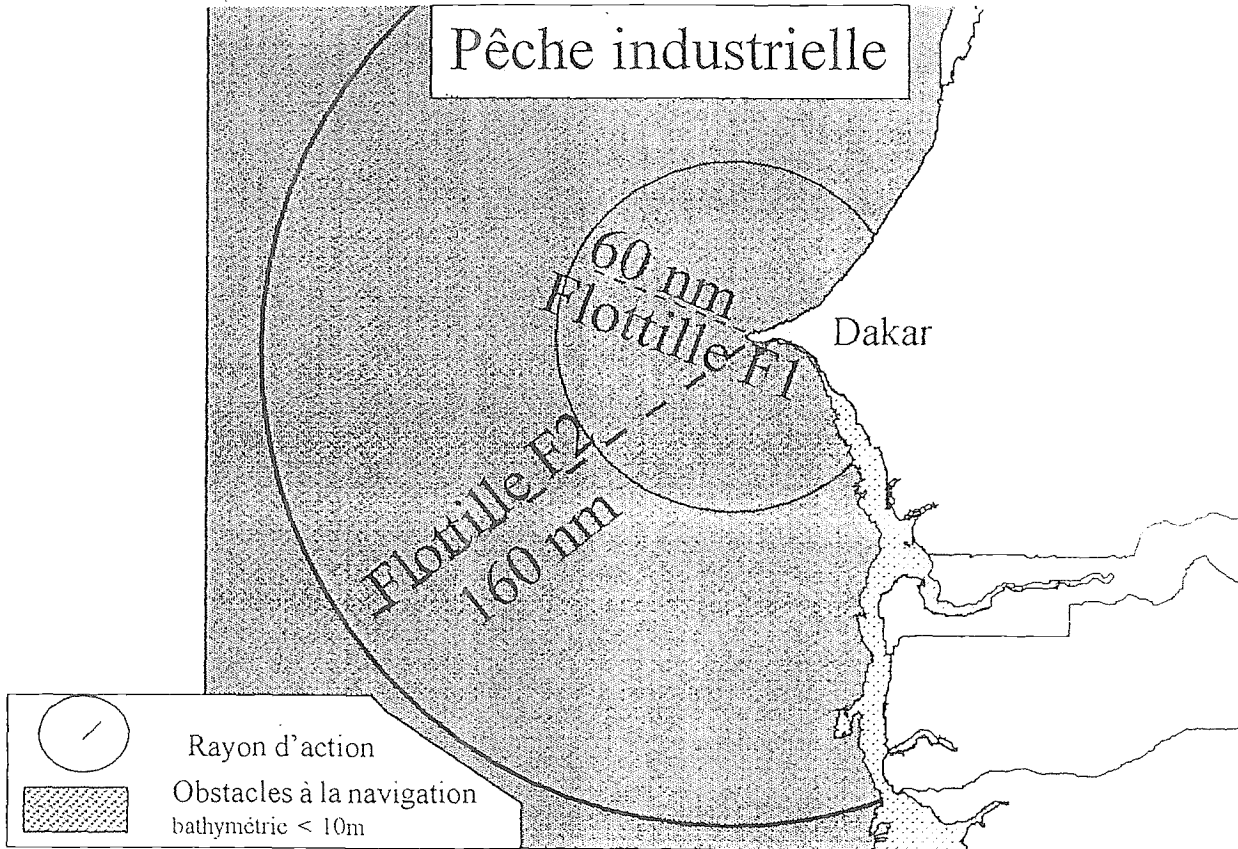 Pêche industrielle
60 nm
Flottille F1
Dakar
Flottille F2
160 nm
Rayon d'action
Obstacles à la navigation
bathymétrie < 10m